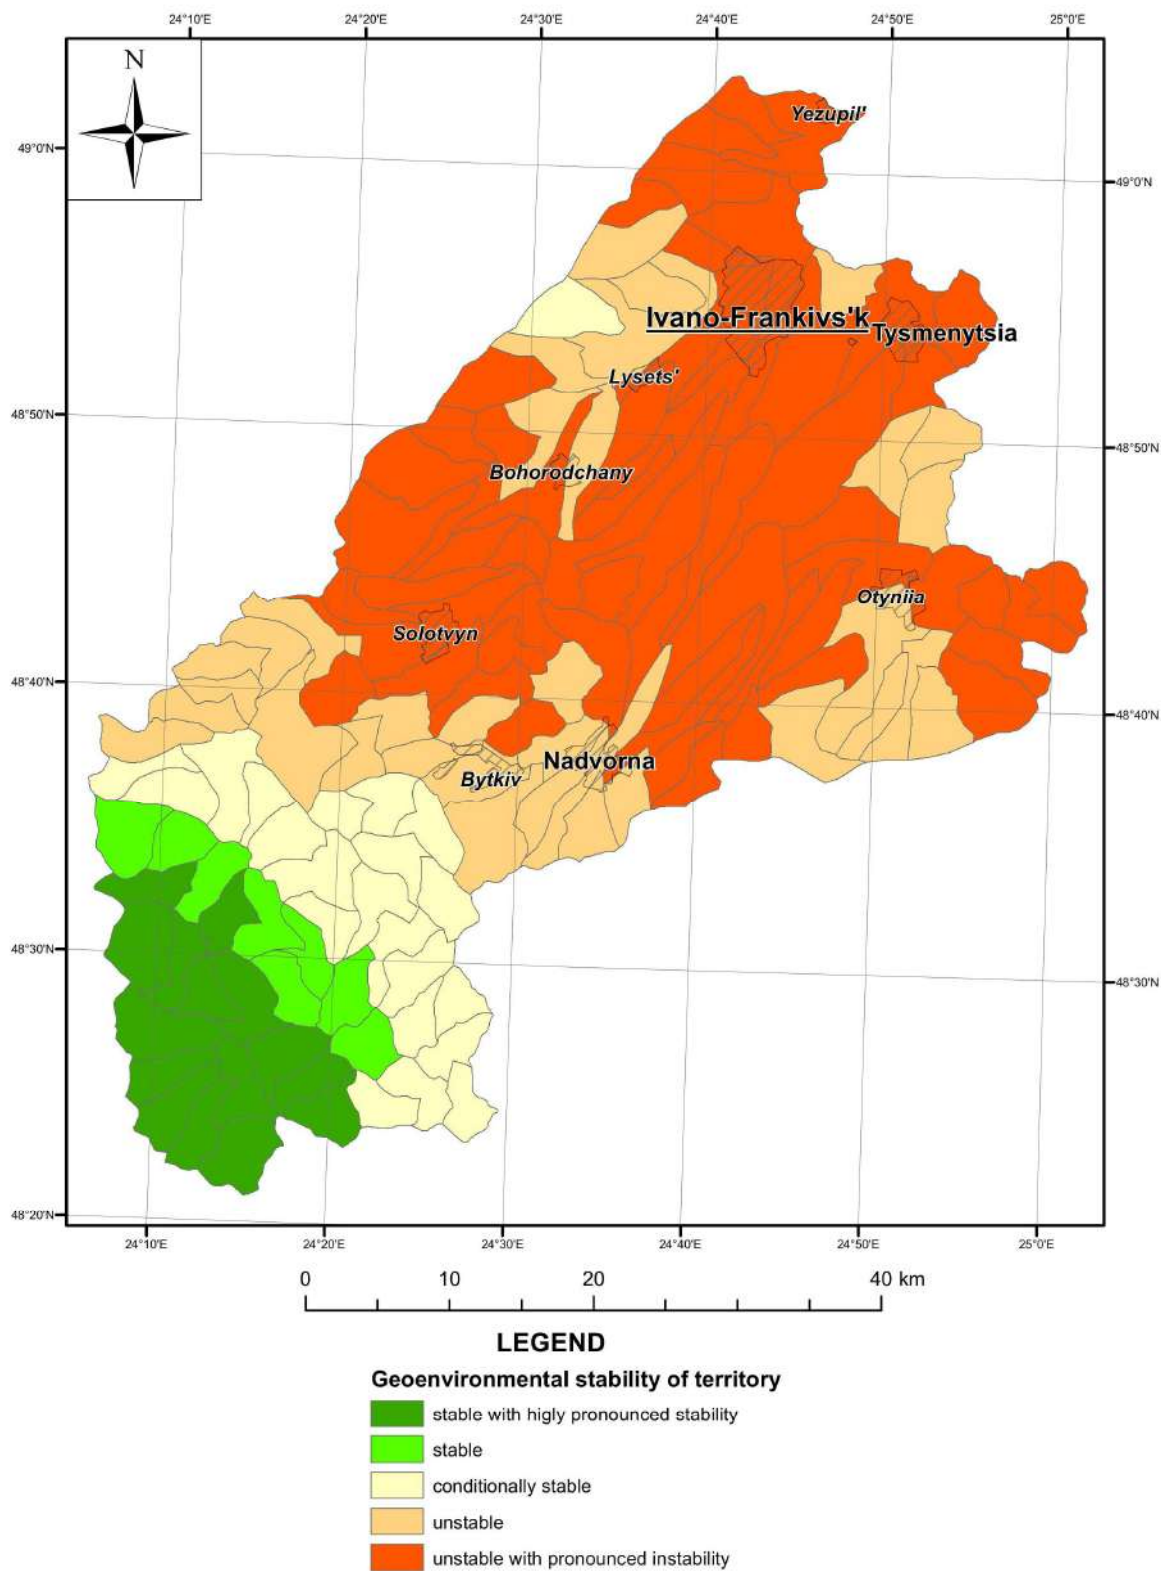 24°10'E 24°20'E 24°30'E 24°40'E 24°50'E 25°0'E
N
Yezupil'
49°0'N
49°0'N
Ivano-Frankivs'k
Tysmenytsia
Lysets'
48°50'N
48°50'N
Bohorodchany
Otyniia
Solotvyn
48°40'N
48°40'N
Nadvorna
Bytkiv
48°30'N
48°30'N
48°20'N
24°10'E 24°20'E 24°30'E 24°40'E 24°50'E 25°0'E
0 10 20 40 km
LEGEND
Geoenvironmental stability of territory
stable with higly pronounced stability
stable
conditionally stable
unstable
unstable with pronounced instability